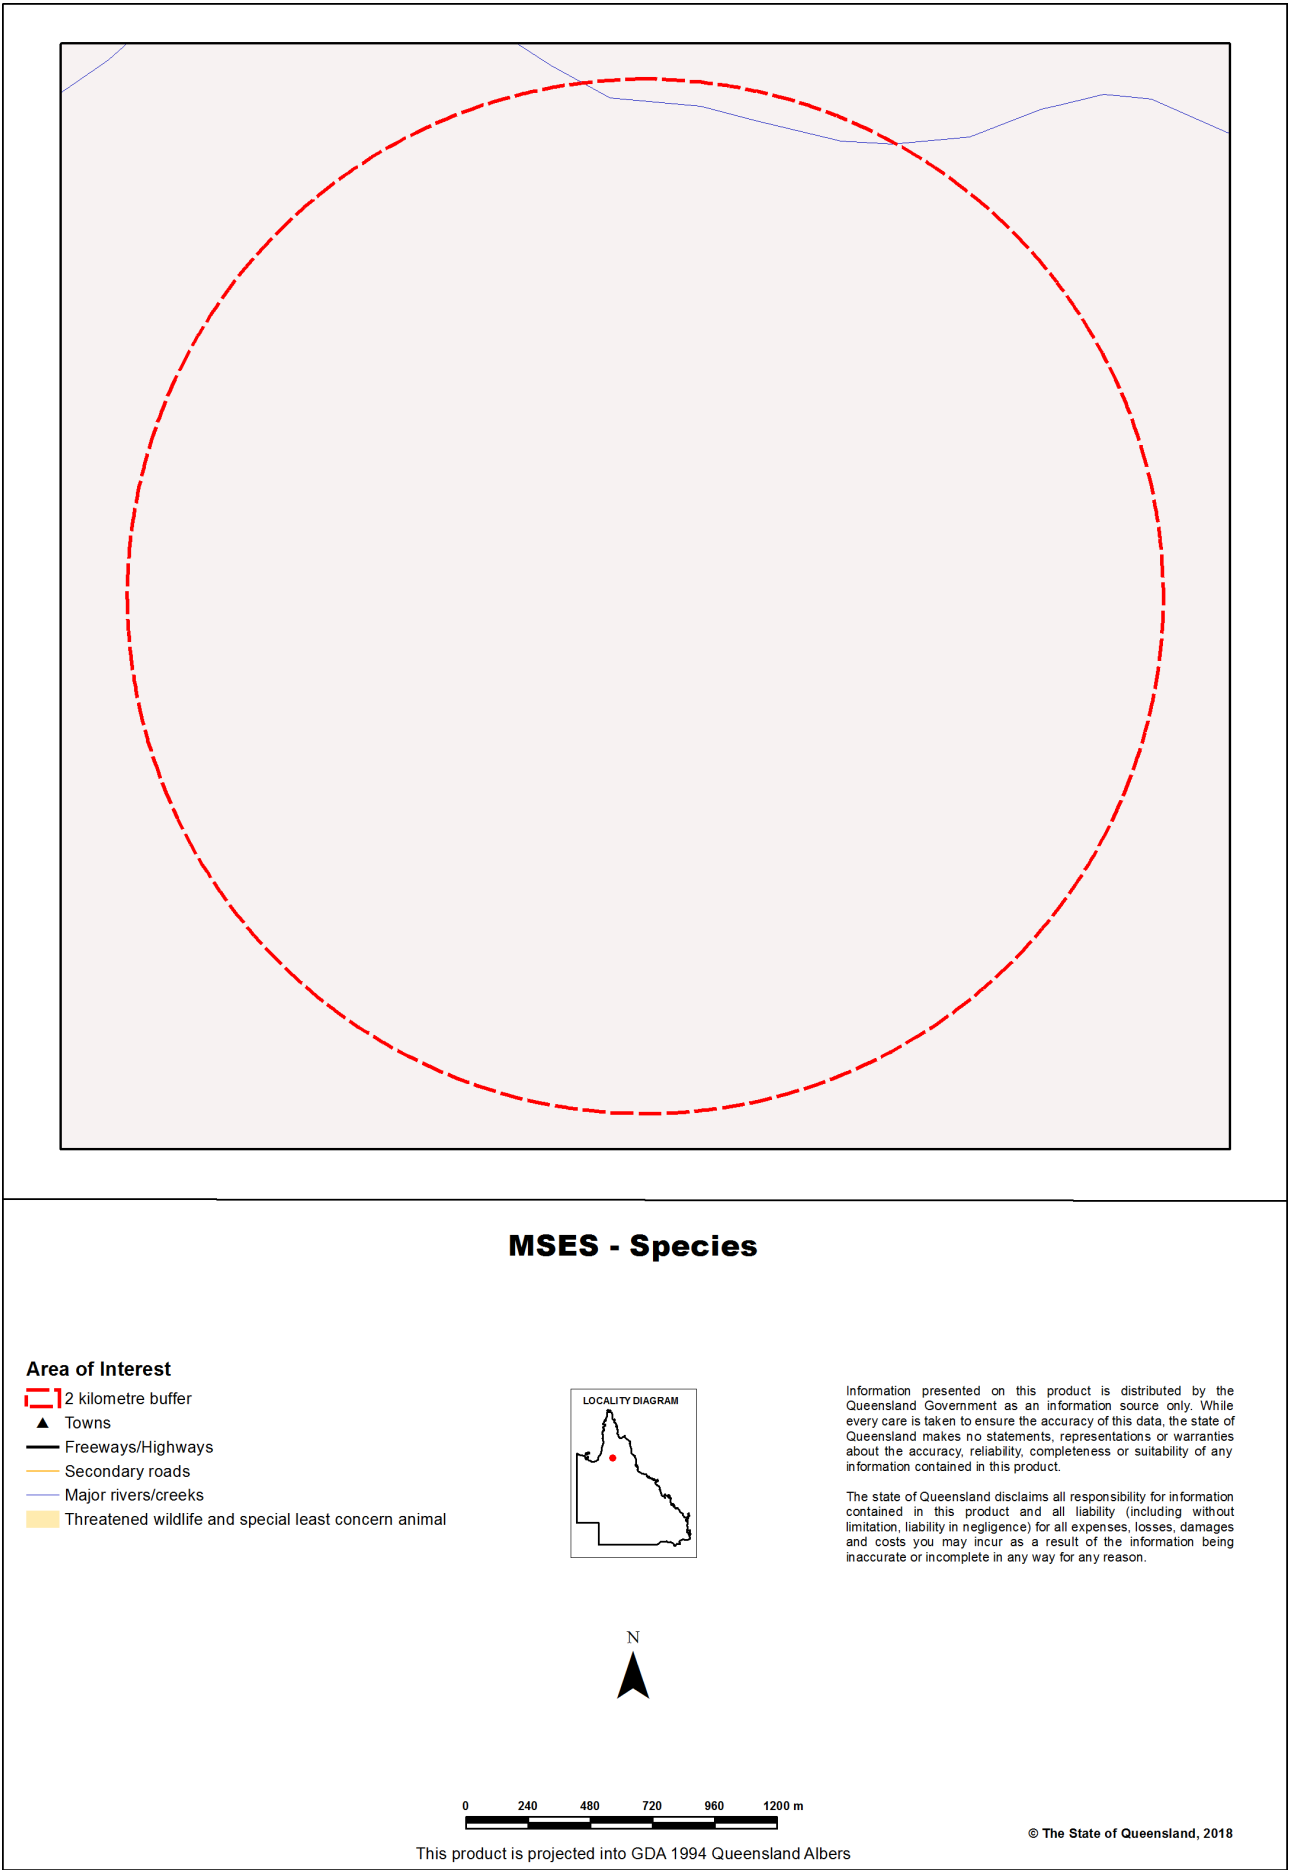 MSES - Species
Area of Interest
2 kilometre buffer
Towns
Freeways/Highways
Secondary roads
Major rivers/creeks
Threatened wildlife and special least concern animal
LOCALITY DIAGRAM
Information presented on this product is distributed by the
Queensland Government as an information source only. While
every care is taken to ensure the accuracy of this data, the state of
Queensland makes no statements, representations or warranties
about the accuracy, reliability, completeness or suitability of any
information contained in this product.
The state of Queensland disclaims all responsibility for information
contained in this product and all liability (including without
limitation, liability in negligence) for all expenses, losses, damages
and costs you may incur as a result of the information being
inaccurate or incomplete in any way for any reason.
N
0 240 480 720 960 1200 m
© The State of Queensland, 2018
This product is projected into GDA 1994 Queensland Albers